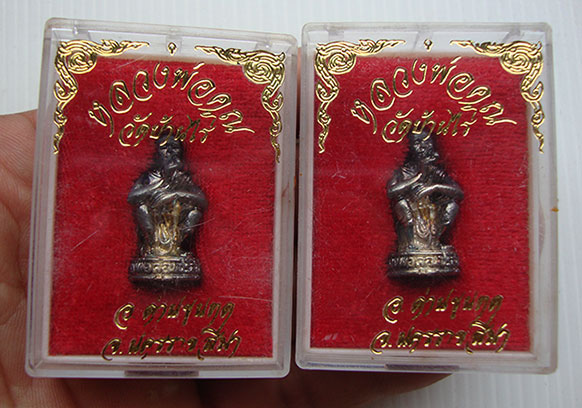 หลวงพ่อคูณ
วัดบ้านไร่
อ.ด่านขุนทด
จ.นครราชสีมา
หลวงพ่อคูณ
วัดบ้านไร่
อ.ด่านขุนทด
จ.นครราชสีมา